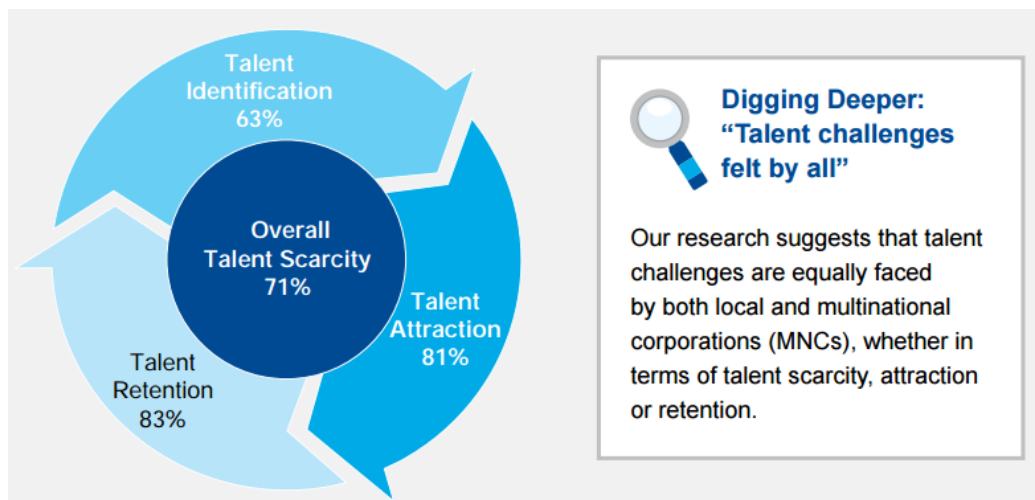 Talent
Identification
63%
Overall
Talent Scarcity
71%
Talent
Attraction
81%
Talent
Retention
83%
Digging Deeper:
“Talent challenges
felt by all”
Our research suggests that talent
challenges are equally faced
by both local and multinational
corporations (MNCs), whether in
terms of talent scarcity, attraction
or retention.